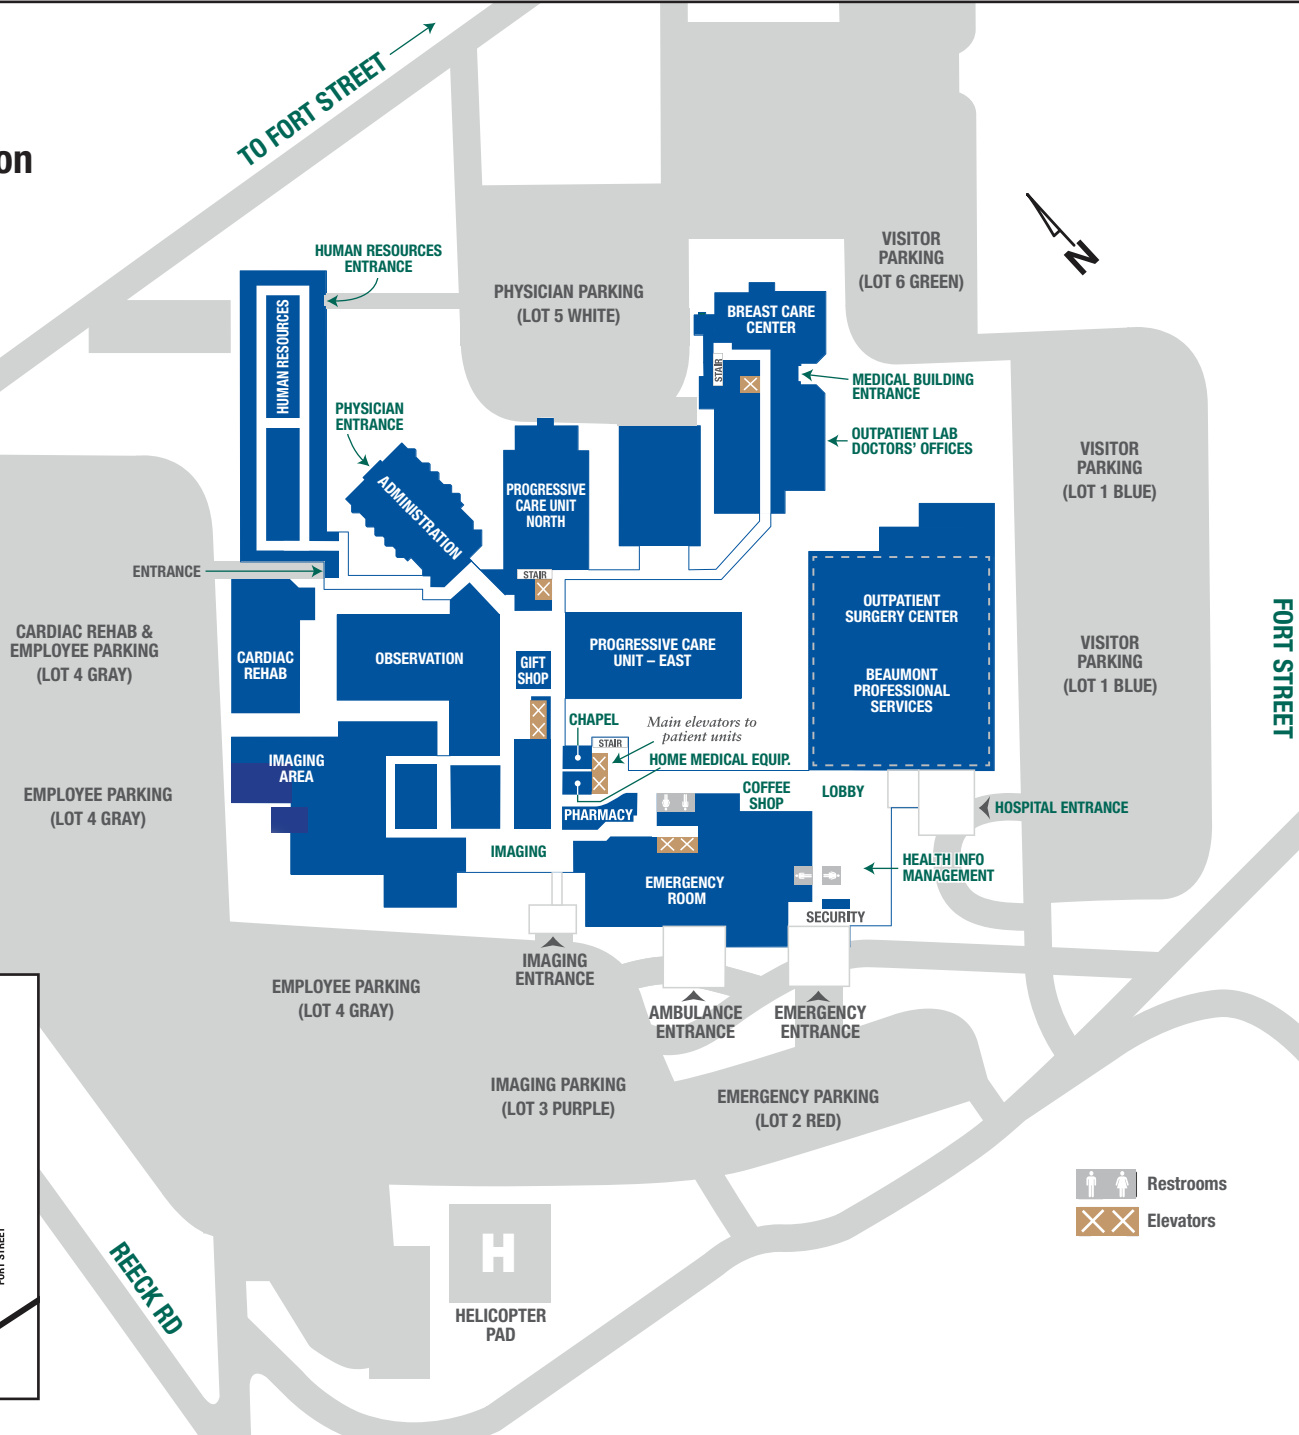 TO FORT STREET
on
N
HUMAN RESOURCES
ENTRANCE
VISITOR
PARKING
(LOT 6 GREEN)
PHYSICIAN PARKING
(LOT 5 WHITE)
BREAST CARE
CENTER
HUMAN RESOURCES
STAIR
MEDICAL BUILDING
ENTRANCE
PHYSICIAN
ENTRANCE
OUTPATIENT LAB
DOCTORS' OFFICES
VISITOR
PARKING
(LOT 1 BLUE)
ADMINISTRATION
PROGRESSIVE
CARE UNIT
NORTH
ENTRANCE
STAIR
CARDIAC REHAB &
EMPLOYEE PARKING
(LOT 4 GRAY)
CARDIAC
REHAB
OBSERVATION
GIFT
SHOP
PROGRESSIVE CARE
UNIT – EAST
OUTPATIENT
SURGERY CENTER
BEAUMONT
PROFESSIONAL
SERVICES
VISITOR
PARKING
(LOT 1 BLUE)
FORT STREET
CHAPEL
Main elevators to
patient units
STAIR
HOME MEDICAL EQUIP.
IMAGING
AREA
EMPLOYEE PARKING
(LOT 4 GRAY)
PHARMACY
COFFEE
SHOP
LOBBY
HOSPITAL ENTRANCE
IMAGING
EMERGENCY
ROOM
HEALTH INFO
MANAGEMENT
SECURITY
IMAGING
ENTRANCE
EMPLOYEE PARKING
(LOT 4 GRAY)
AMBULANCE
ENTRANCE
EMERGENCY
ENTRANCE
IMAGING PARKING
(LOT 3 PURPLE)
EMERGENCY PARKING
(LOT 2 RED)
Restrooms
Elevators
FORT STREET
REECK RD
H
HELICOPTER
PAD